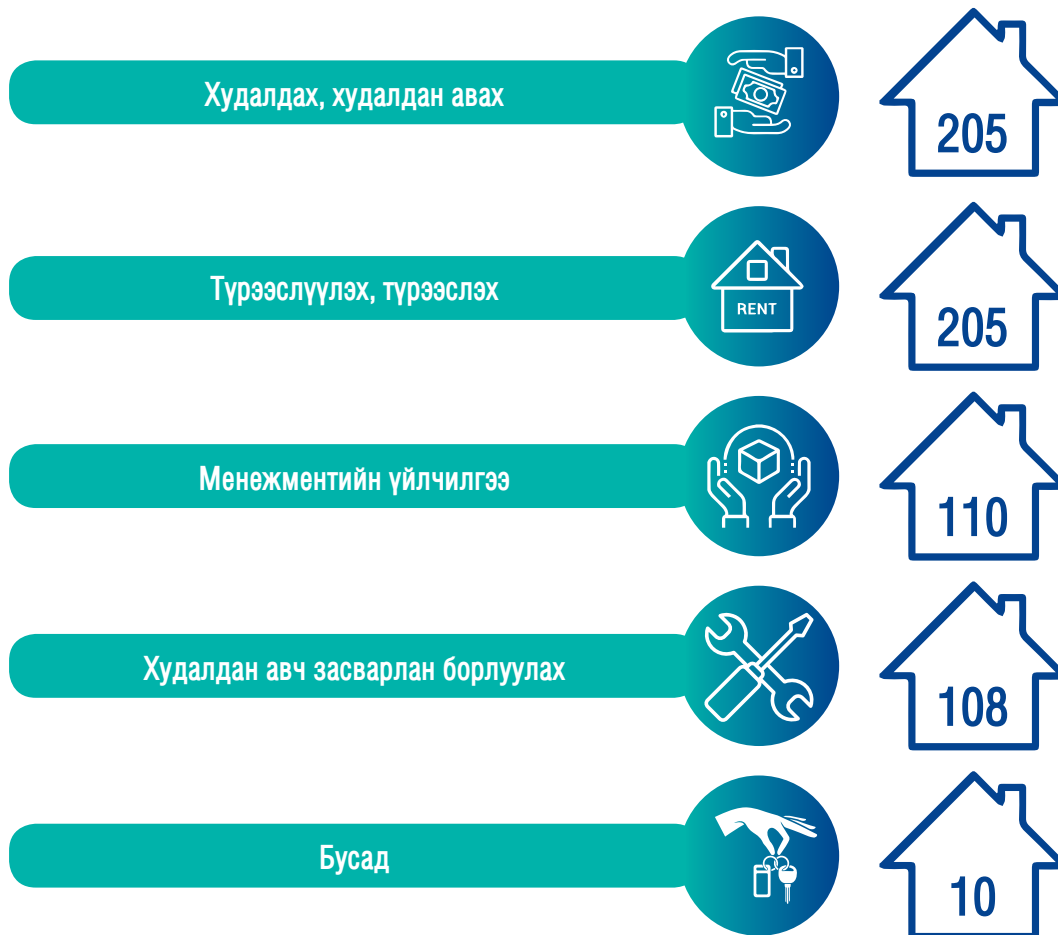 Худалдах, худалдан авах
205
Түрээслүүлэх, түрээслэх
RENT
205
Менежментийн үйлчилгээ
110
Худалдан авч засварлан борлуулах
108
Бусад
10